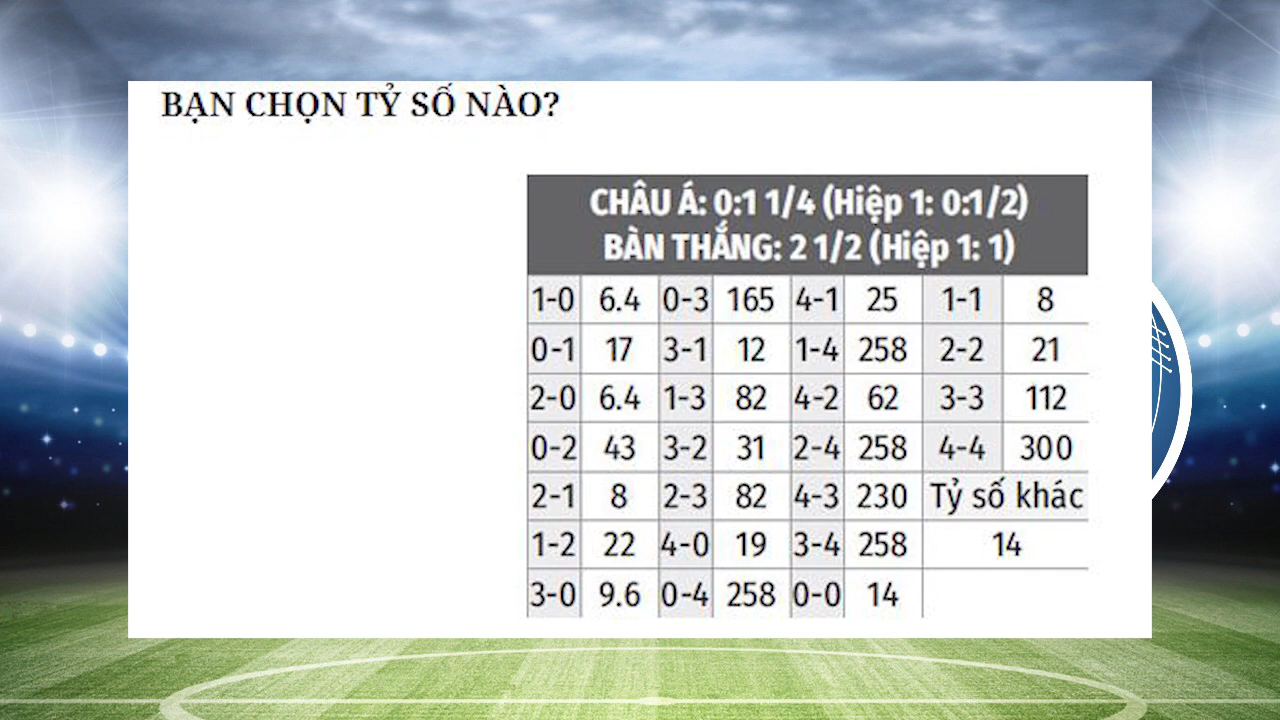 BẠN CHỌN TỶ SỐ NÀO?
CHÂU Á: 0:1 1/4 (Hiệp 1: 0:1/2)
BÀN THẮNG: 2 1/2 (Hiệp 1: 1)
1-0 6.4 0-3 165 4-1 25 1-1 8
0-1 17 3-1 12 1-4 258 2-2 21
2-0 6.4 1-3 82 4-2 62 3-3 112
0-2 43 3-2 31 2-4 258 4-4 300
2-1 8 2-3 82 4-3 230 Tỷ số khác
1-2 22 4-0 19 3-4 258 14
3-0 9.6 0-4 258 0-0 14